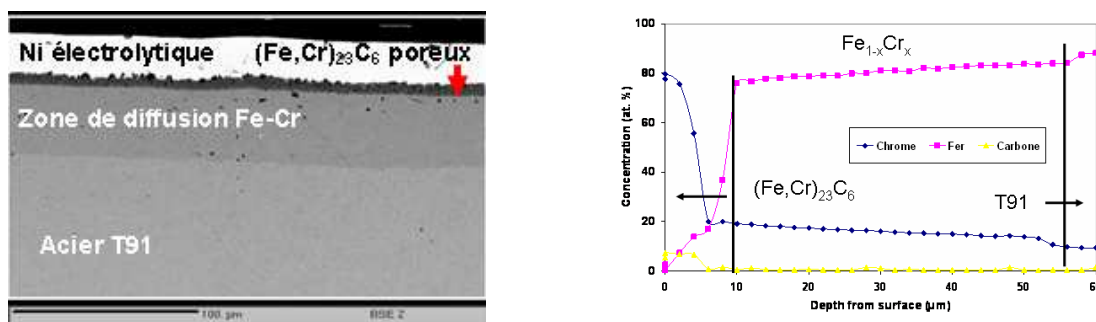 Ni électrolytique (Fe,Cr)23C6 poreux
Zone de diffusion Fe-Cr
Acier T91
100 µm
BSE Z
Concentration (at. %)
100
80
60
40
20
0
Fe1-xCrx
Chrome
Fer
Carbone
(Fe,Cr)23C6
T91
0
10
20
30
40
50
60
Depth from surface (µm)